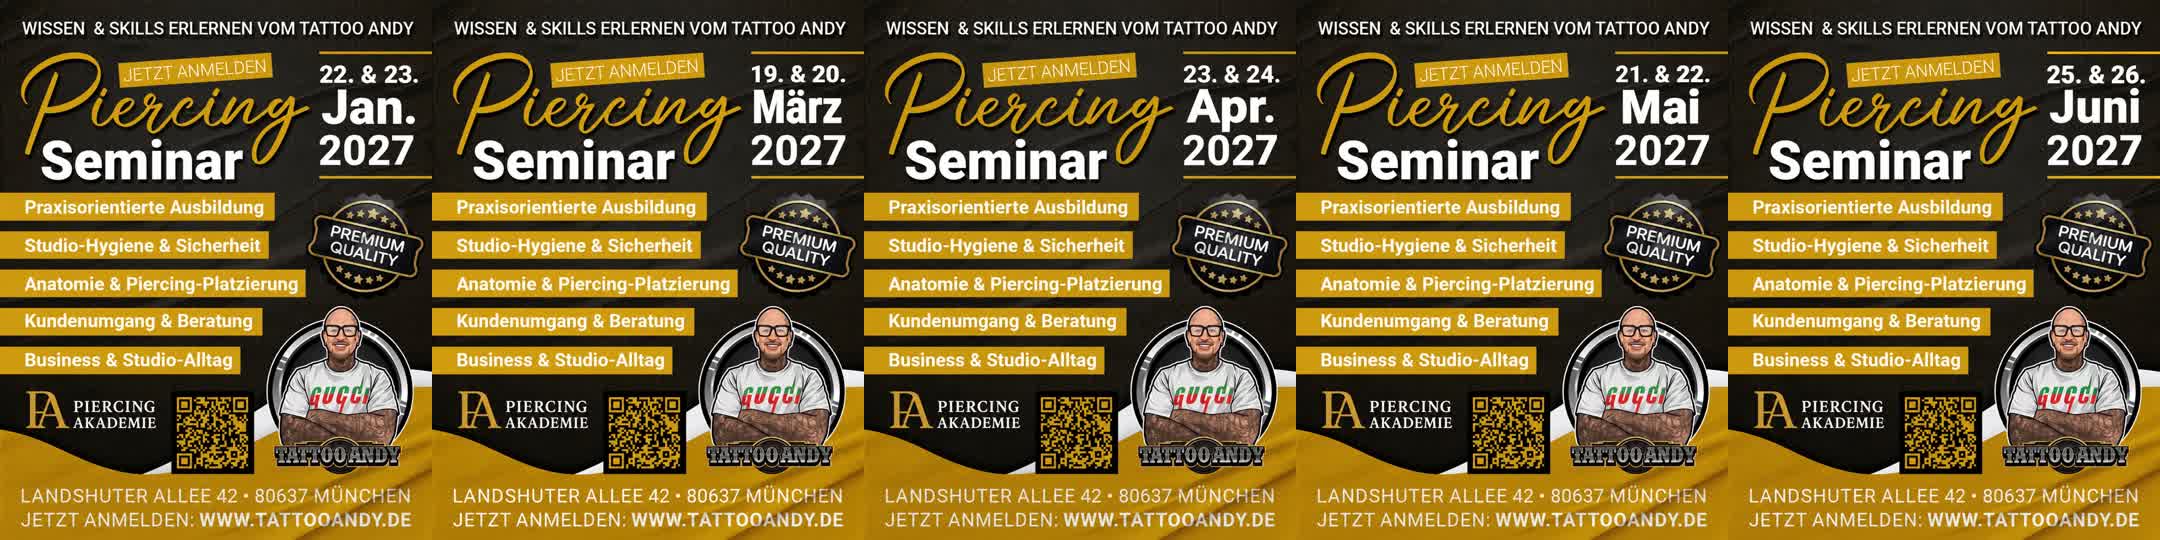 WISSEN & SKILLS ERLERNEN VOM TATTOO ANDY
JETZT ANMELDEN
Piercing
Seminar
22. & 23.
Jan.
2027
Praxisorientierte Ausbildung
Studio-Hygiene & Sicherheit
Anatomie & Piercing-Platzierung
Kundenumgang & Beratung
Business & Studio-Alltag
PREMIUM
QUALITY
GUCCI
PA PIERCING
AKADEMIE
TATTOO ANDY
LANDSHUTER ALLEE 42 • 80637 MÜNCHEN
JETZT ANMELDEN: WWW.TATTOOANDY.DE
WISSEN & SKILLS ERLERNEN VOM TATTOO ANDY
JETZT ANMELDEN
Piercing
Seminar
19. & 20.
März
2027
Praxisorientierte Ausbildung
Studio-Hygiene & Sicherheit
Anatomie & Piercing-Platzierung
Kundenumgang & Beratung
Business & Studio-Alltag
PREMIUM
QUALITY
GUCCI
PA PIERCING
AKADEMIE
TATTOO ANDY
LANDSHUTER ALLEE 42 • 80637 MÜNCHEN
JETZT ANMELDEN: WWW.TATTOOANDY.DE
WISSEN & SKILLS ERLERNEN VOM TATTOO ANDY
JETZT ANMELDEN
Piercing
Seminar
23. & 24.
Apr.
2027
Praxisorientierte Ausbildung
Studio-Hygiene & Sicherheit
Anatomie & Piercing-Platzierung
Kundenumgang & Beratung
Business & Studio-Alltag
PREMIUM
QUALITY
GUCCI
PA PIERCING
AKADEMIE
TATTOO ANDY
LANDSHUTER ALLEE 42 • 80637 MÜNCHEN
JETZT ANMELDEN: WWW.TATTOOANDY.DE
WISSEN & SKILLS ERLERNEN VOM TATTOO ANDY
JETZT ANMELDEN
Piercing
Seminar
21. & 22.
Mai
2027
Praxisorientierte Ausbildung
Studio-Hygiene & Sicherheit
Anatomie & Piercing-Platzierung
Kundenumgang & Beratung
Business & Studio-Alltag
PREMIUM
QUALITY
GUCCI
PA PIERCING
AKADEMIE
TATTOO ANDY
LANDSHUTER ALLEE 42 • 80637 MÜNCHEN
JETZT ANMELDEN: WWW.TATTOOANDY.DE
WISSEN & SKILLS ERLERNEN VOM TATTOO ANDY
JETZT ANMELDEN
Piercing
Seminar
25. & 26.
Juni
2027
Praxisorientierte Ausbildung
Studio-Hygiene & Sicherheit
Anatomie & Piercing-Platzierung
Kundenumgang & Beratung
Business & Studio-Alltag
PREMIUM
QUALITY
GUCCI
PA PIERCING
AKADEMIE
TATTOO ANDY
LANDSHUTER ALLEE 42 • 80637 MÜNCHEN
JETZT ANMELDEN: WWW.TATTOOANDY.DE